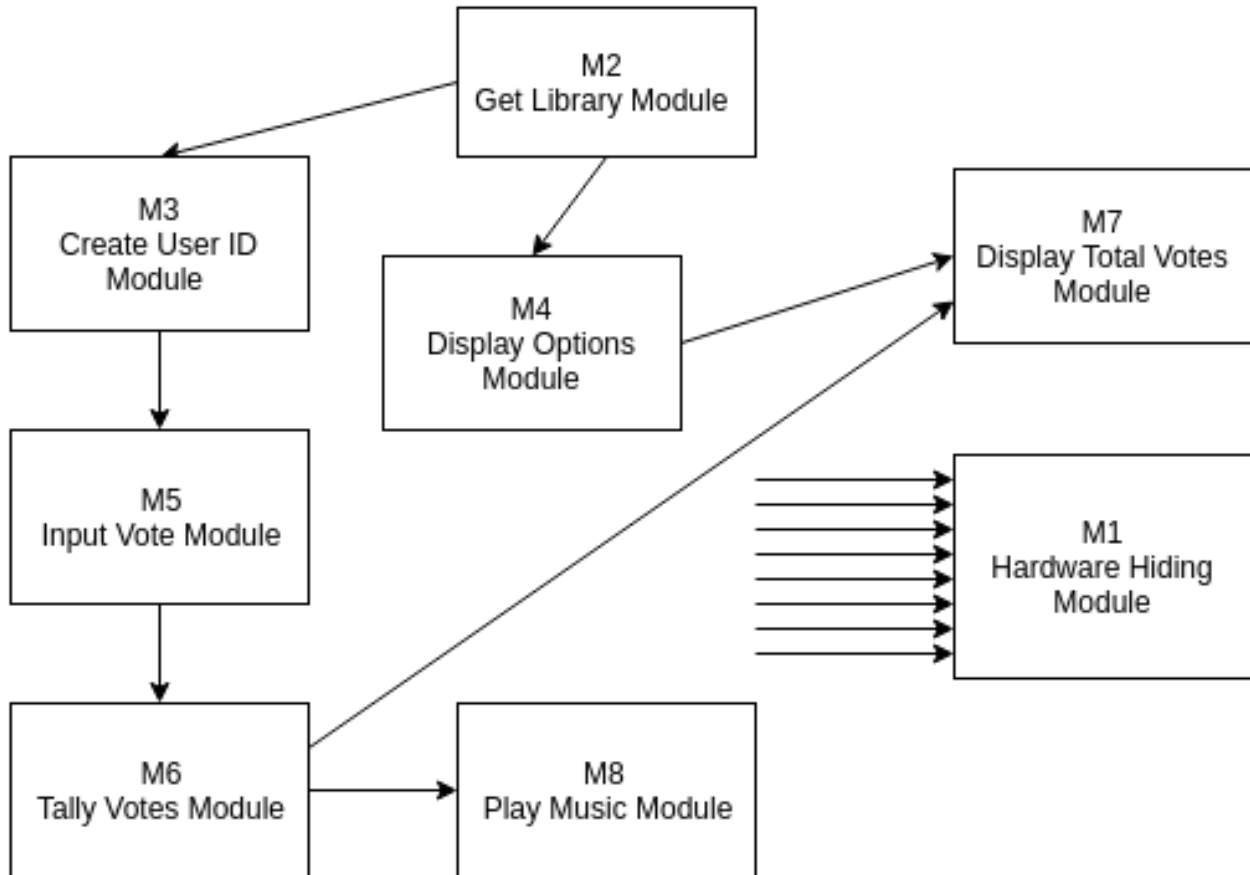 M2
Get Library Module
M3
Create User ID
Module
M7
Display Total Votes
Module
M4
Display Options
Module
M5
Input Vote Module
M1
Hardware Hiding
Module
M6
Tally Votes Module
M8
Play Music Module